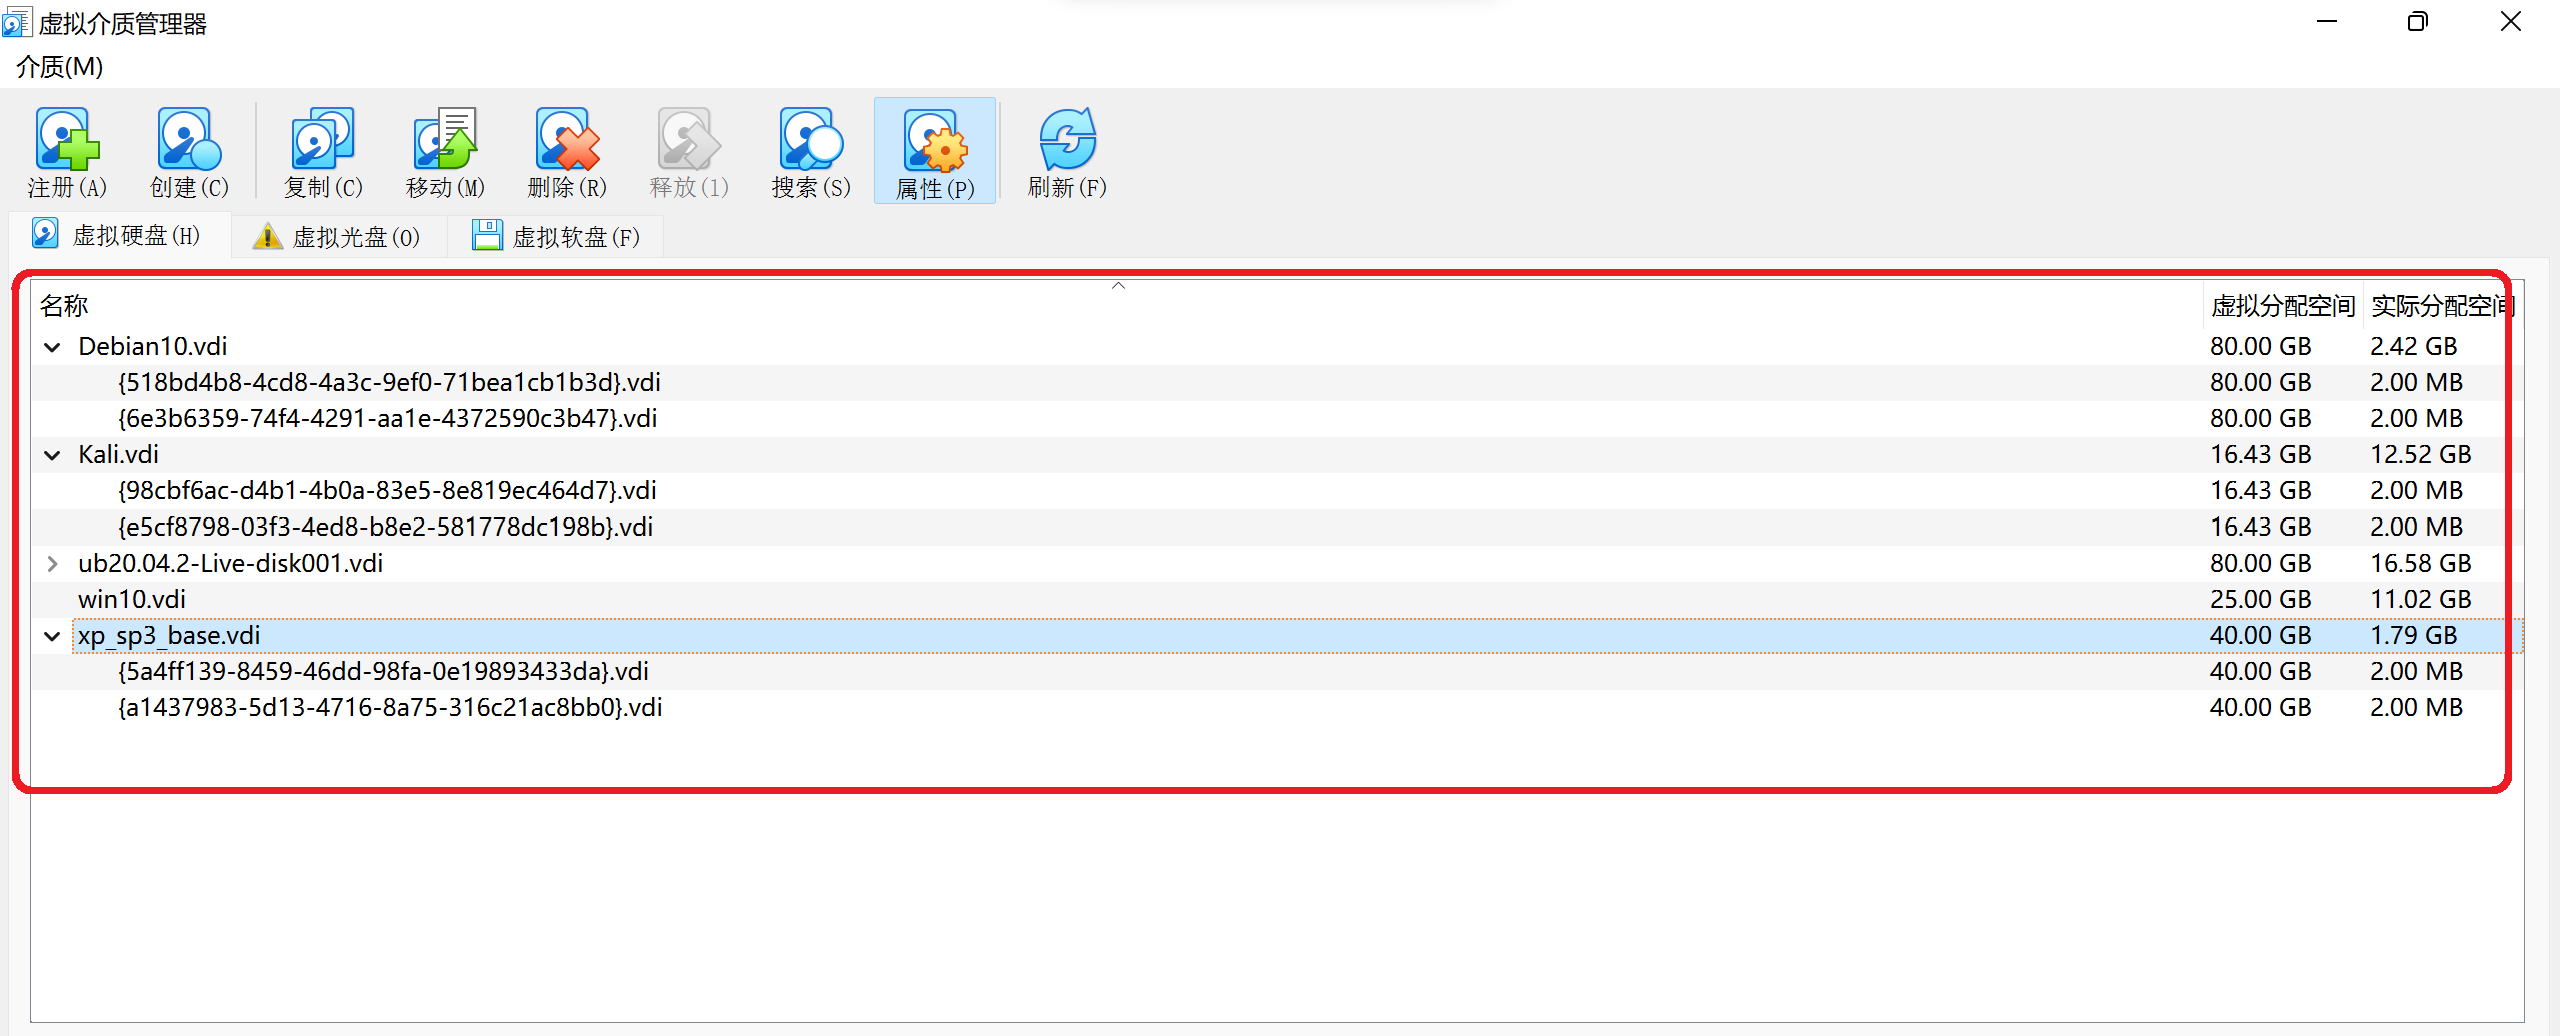 虚拟介质管理器
介质(M)
注册(A) 创建(C) 复制(C) 移动(M) 删除(R) 释放(l) 搜索(S) 属性(P) 刷新(F)
虚拟硬盘(H) 虚拟光盘(O) 虚拟软盘(F)
名称 虚拟分配空间 实际分配空间
Debian10.vdi 80.00 GB 2.42 GB
{518bd4b8-4cd8-4a3c-9ef0-71bea1cb1b3d}.vdi 80.00 GB 2.00 MB
{6e3b6359-74f4-4291-aa1e-4372590c3b47}.vdi 80.00 GB 2.00 MB
Kali.vdi 16.43 GB 12.52 GB
{98cbf6ac-d4b1-4b0a-83e5-8e819ec464d7}.vdi 16.43 GB 2.00 MB
{e5cf8798-03f3-4ed8-b8e2-581778dc198b}.vdi 16.43 GB 2.00 MB
ub20.04.2-Live-disk001.vdi 80.00 GB 16.58 GB
win10.vdi 25.00 GB 11.02 GB
xp_sp3_base.vdi 40.00 GB 1.79 GB
{5a4ff139-8459-46dd-98fa-0e19893433da}.vdi 40.00 GB 2.00 MB
{a1437983-5d13-4716-8a75-316c21ac8bb0}.vdi 40.00 GB 2.00 MB